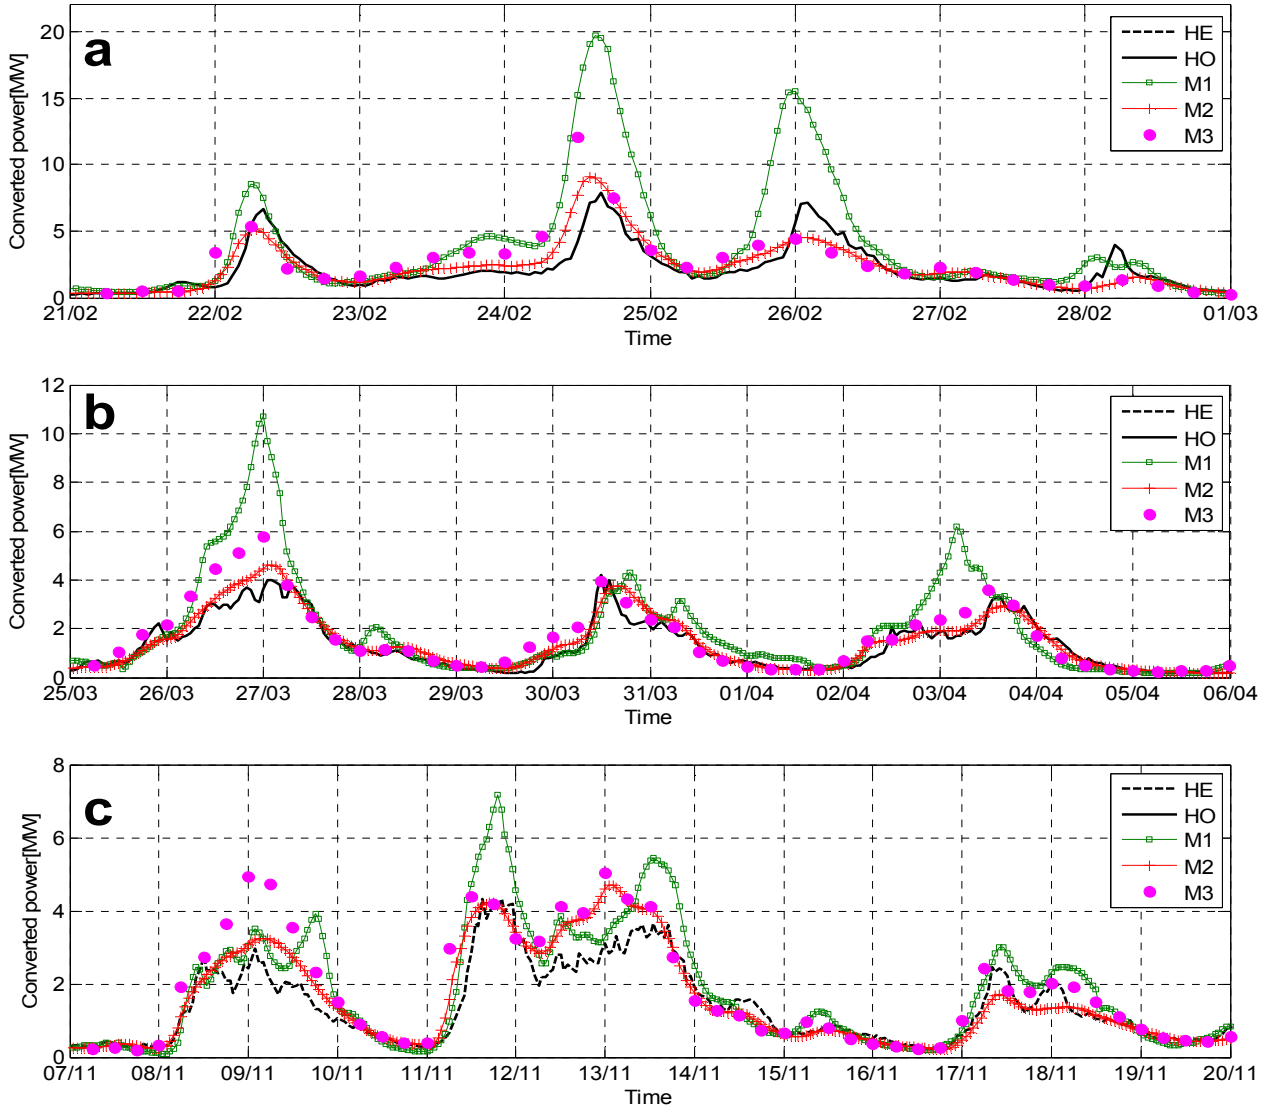 a
Converted power[MW]
20
15
10
5
0
HE
HO
M1
M2
M3
21/02 22/02 23/02 24/02 25/02 26/02 27/02 28/02 01/03
Time
b
Converted power[MW]
12
10
8
6
4
2
0
HE
HO
M1
M2
M3
25/03 26/03 27/03 28/03 29/03 30/03 31/03 01/04 02/04 03/04 04/04 05/04 06/04
Time
c
Converted power[MW]
8
6
4
2
0
HE
HO
M1
M2
M3
07/11 08/11 09/11 10/11 11/11 12/11 13/11 14/11 15/11 16/11 17/11 18/11 19/11 20/11
Time